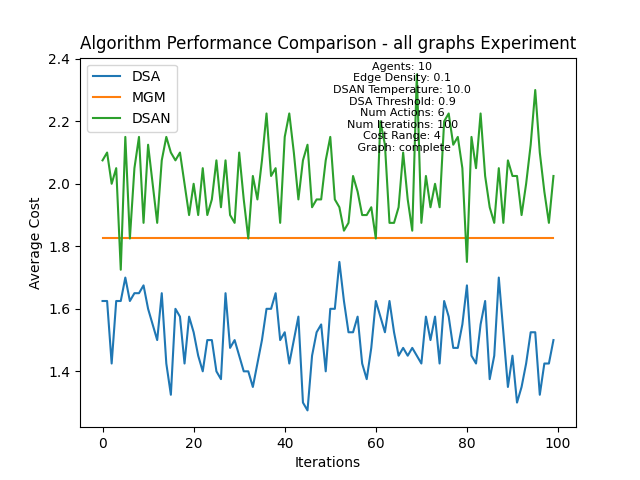 Algorithm Performance Comparison - all graphs Experiment
2.4
2.2
2.0
1.8
1.6
1.4
Average Cost
DSA
MGM
DSAN
Agents: 10
Edge Density: 0.1
DSAN Temperature: 10.0
DSA Threshold: 0.9
Num Actions: 6
Num Iterations: 100
Cost Range: 4
Graph: complete
0
20
40
60
80
100
Iterations